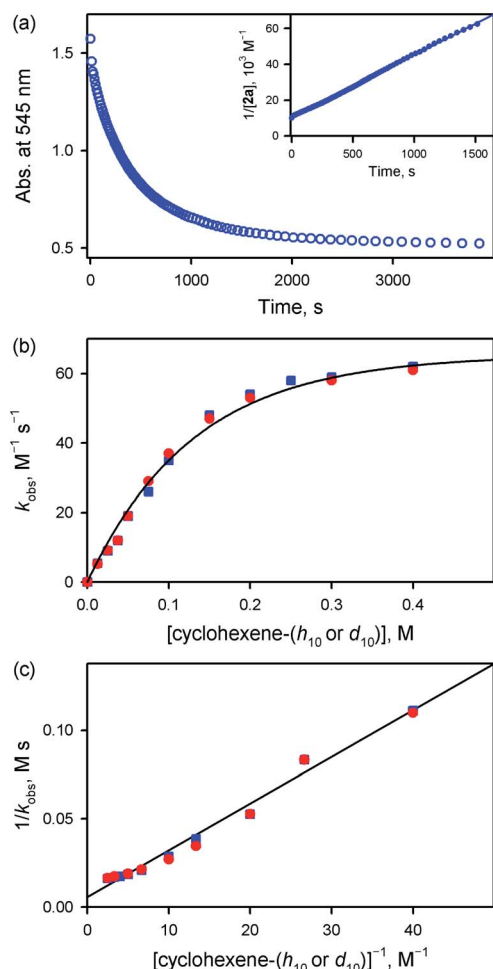 (a)
1.5
1.0
0.5
Abs. at 545 nm
0
1000
2000
3000
Time, s
60
40
20
0
1/[2a], 10³ M⁻¹
0
500
1000
1500
Time, s
(b)
60
40
20
0
k_obs, M⁻¹ s⁻¹
0.0
0.1
0.2
0.3
0.4
[cyclohexene-(h₁₀ or d₁₀)], M
(c)
0.10
0.05
0.00
1/k_obs, M s
0
10
20
30
40
[cyclohexene-(h₁₀ or d₁₀)]⁻¹, M⁻¹